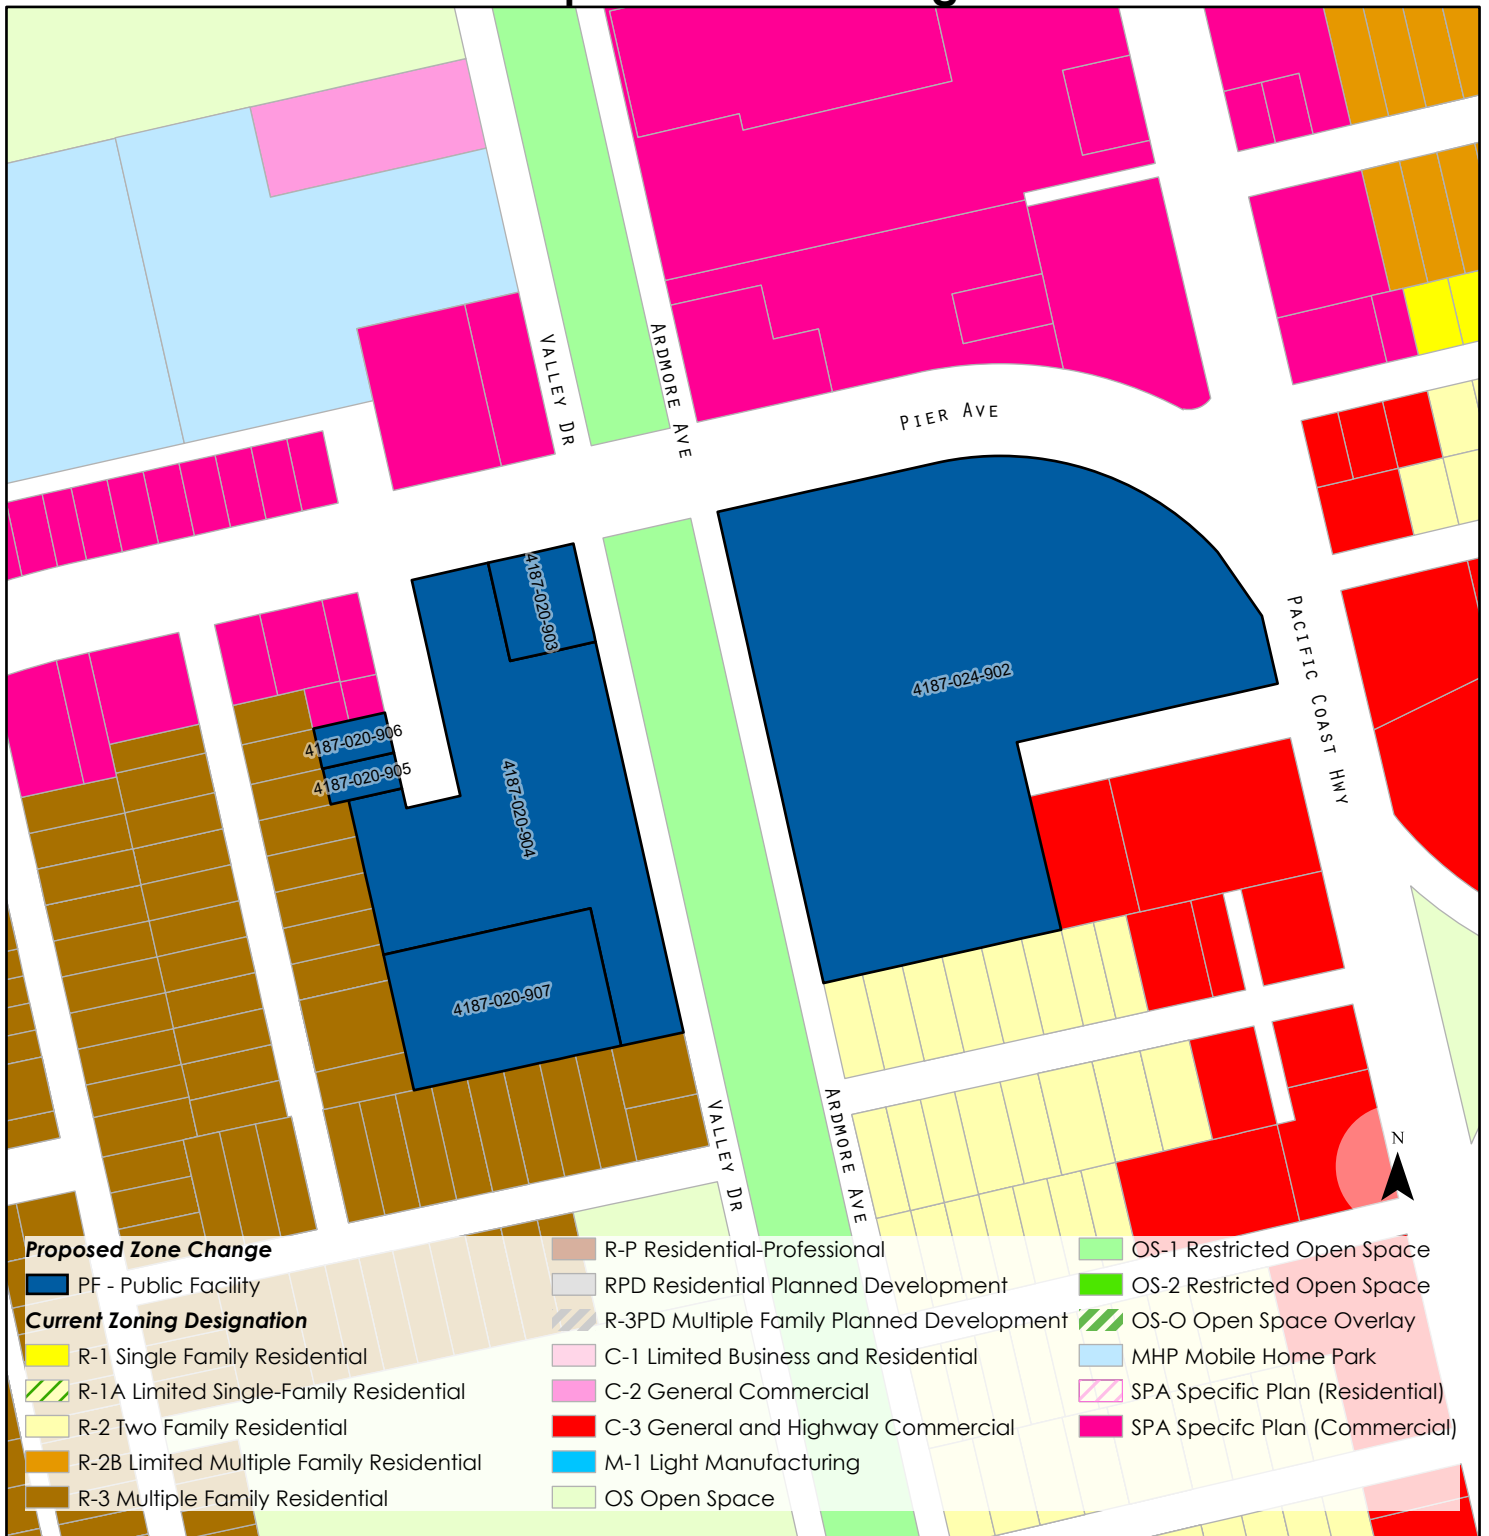 VALLEY DR
ARDMORE AVE
PIER AVE
4187-020-903
4187-024-902
PACIFIC COAST HWY
4187-020-906
4187-020-905
4187-020-904
4187-020-907
VALLEY DR
ARDMORE AVE
N
Proposed Zone Change
PF - Public Facility
Current Zoning Designation
R-1 Single Family Residential
R-1A Limited Single-Family Residential
R-2 Two Family Residential
R-2B Limited Multiple Family Residential
R-3 Multiple Family Residential
R-P Residential-Professional
RPD Residential Planned Development
R-3PD Multiple Family Planned Development
C-1 Limited Business and Residential
C-2 General Commercial
C-3 General and Highway Commercial
M-1 Light Manufacturing
OS Open Space
OS-1 Restricted Open Space
OS-2 Restricted Open Space
OS-O Open Space Overlay
MHP Mobile Home Park
SPA Specific Plan (Residential)
SPA Specifc Plan (Commercial)